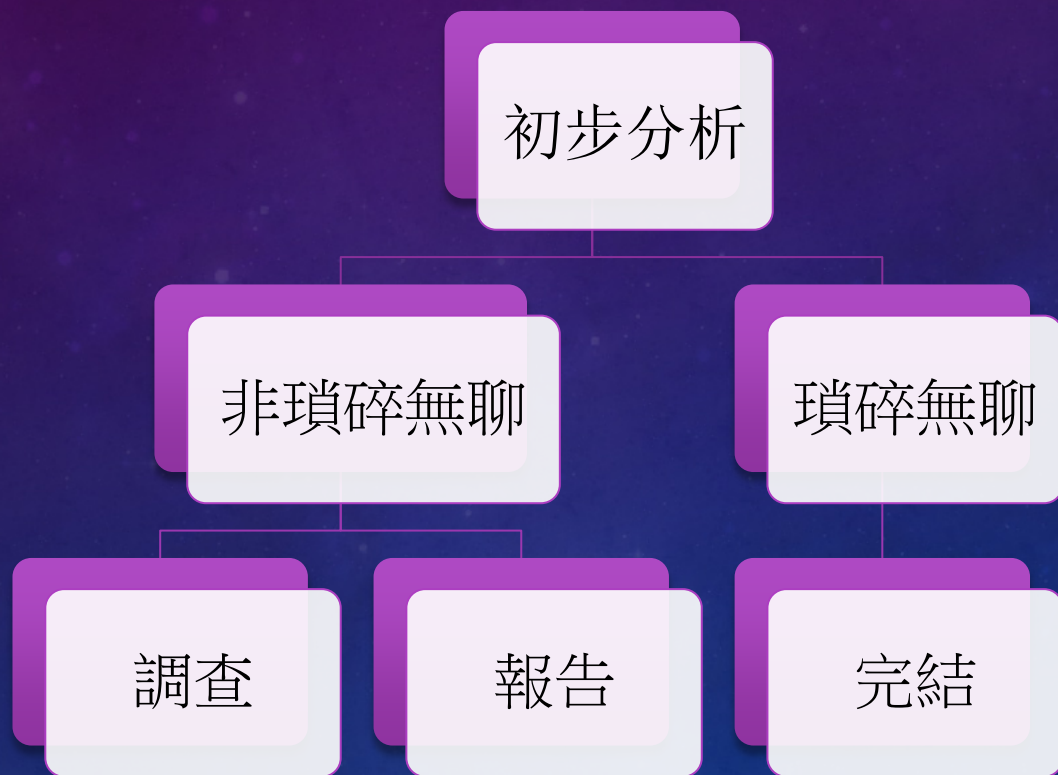 初步分析
非瑣碎無聊
瑣碎無聊
調查
報告
完結